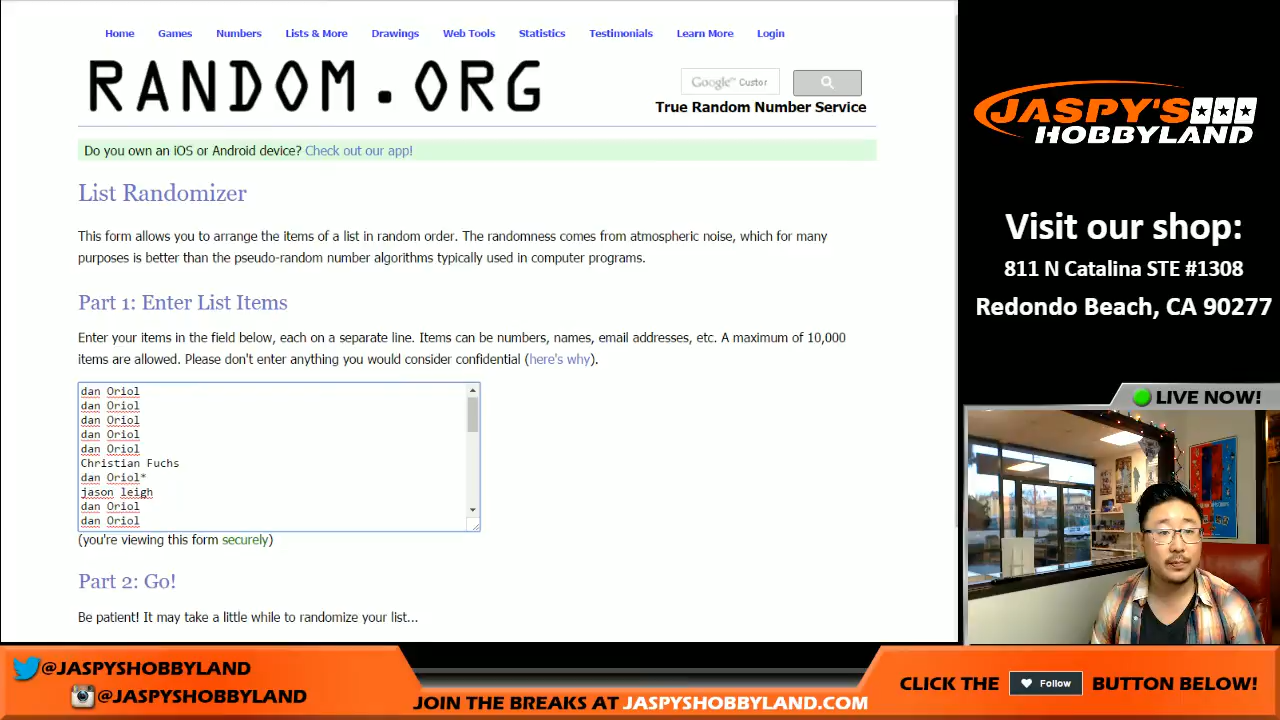 Home Games Numbers Lists & More Drawings Web Tools Statistics Testimonials Learn More Login
RANDOM.ORG
Google™ Custor
True Random Number Service
Do you own an iOS or Android device? Check out our app!
List Randomizer
This form allows you to arrange the items of a list in random order. The randomness comes from atmospheric noise, which for many
purposes is better than the pseudo-random number algorithms typically used in computer programs.
Part 1: Enter List Items
Enter your items in the field below, each on a separate line. Items can be numbers, names, email addresses, etc. A maximum of 10,000
items are allowed. Please don't enter anything you would consider confidential (here's why).
dan Oriol
dan Oriol
dan Oriol
dan Oriol
dan Oriol
Christian Fuchs
dan Oriol*
jason leigh
dan Oriol
dan Oriol
(you're viewing this form securely)
Part 2: Go!
Be patient! It may take a little while to randomize your list...
JASPY'S
HOBBYLAND
Visit our shop:
811 N Catalina STE #1308
Redondo Beach, CA 90277
LIVE NOW!
@JASPYSHOBBYLAND
@JASPYSHOBBYLAND
JOIN THE BREAKS AT JASPYSHOBBYLAND.COM
CLICK THE Follow BUTTON BELOW!